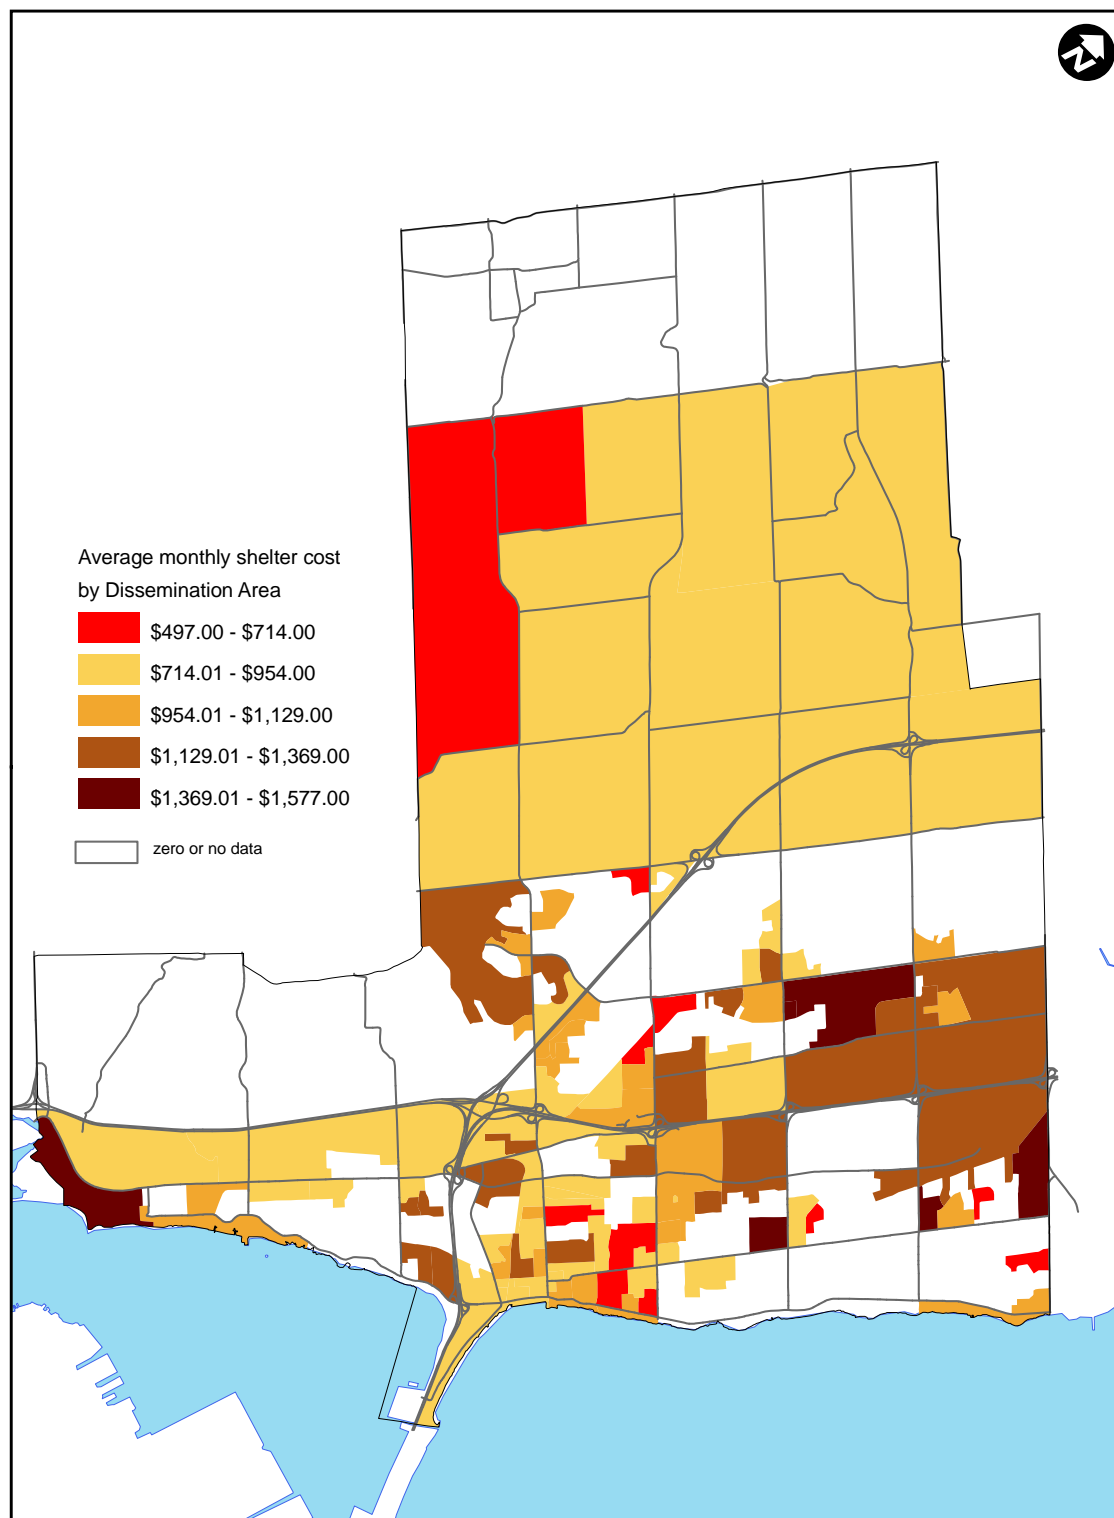 N
Average monthly shelter cost
by Dissemination Area
$497.00 - $714.00
$714.01 - $954.00
$954.01 - $1,129.00
$1,129.01 - $1,369.00
$1,369.01 - $1,577.00
zero or no data